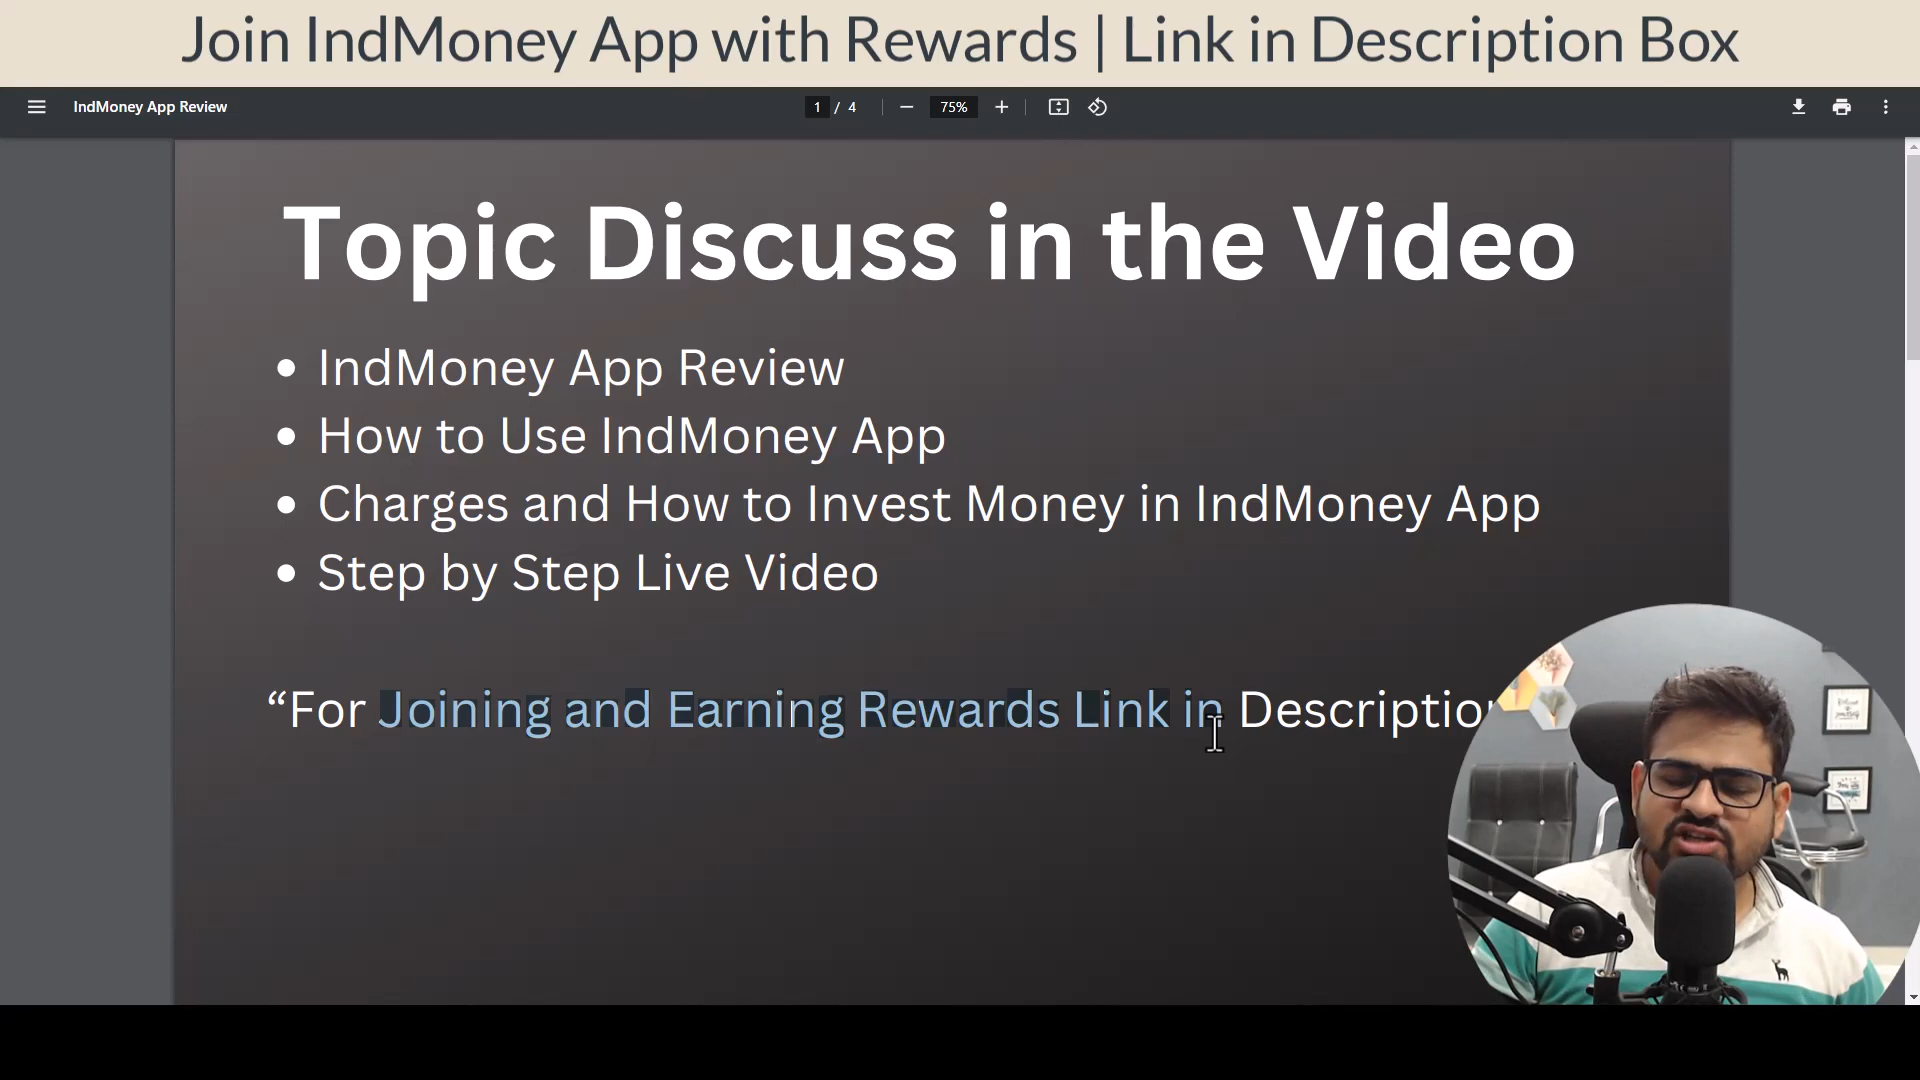 Join IndMoney App with Rewards | Link in Description Box
IndMoney App Review
1 / 4
75%
Topic Discuss in the Video
• IndMoney App Review
• How to Use IndMoney App
• Charges and How to Invest Money in IndMoney App
• Step by Step Live Video
“For Joining and Earning Rewards Link in Description